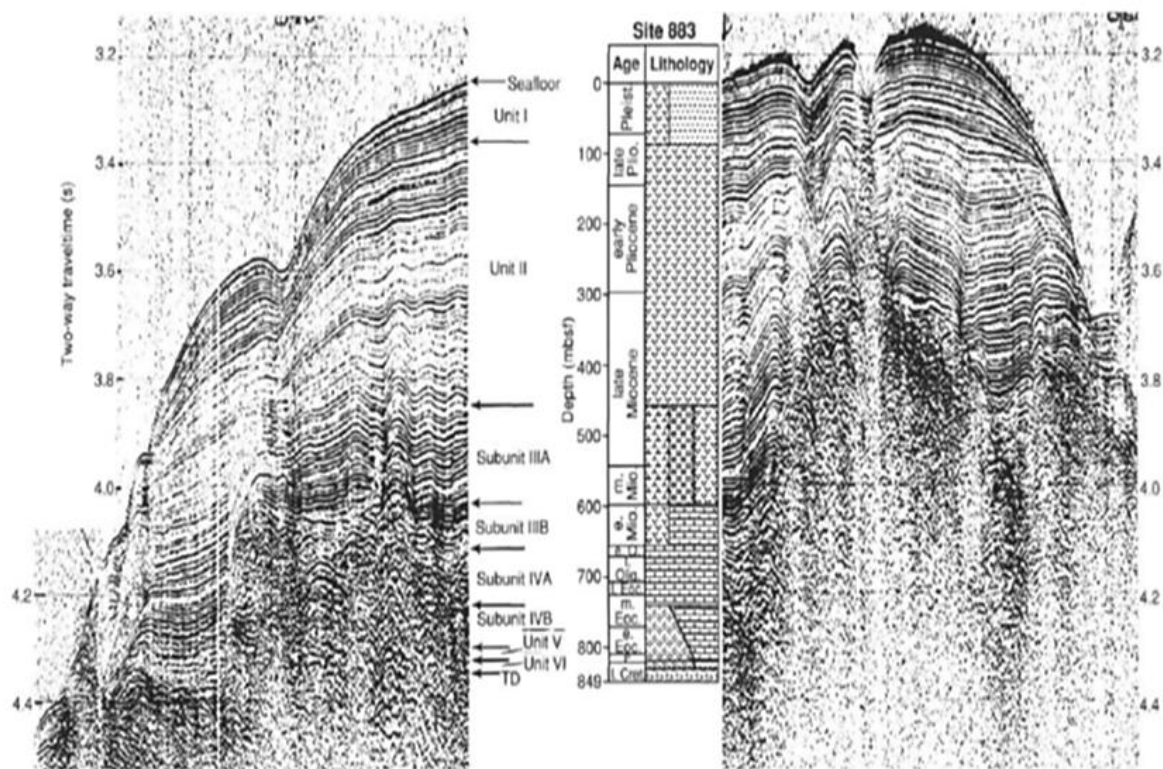 Site 883
Age
Lithology
Two-way traveltime (s)
3.2
3.4
3.6
3.8
4.0
4.2
4.4
Seafloor
Unit I
Unit II
Subunit IIIA
Subunit IIIB
Subunit IVA
Subunit IVB
Unit V
Unit VI
TD
Depth (mbsf)
0
100
200
300
400
500
600
700
800
849
Pleist.
late Plio.
early Pliocene
late Miocene
m. Mio.
e. Mio.
Olig.
m. Eoc.
e. Eoc.
l. Cret.
3.2
3.4
3.6
3.8
4.0
4.2
4.4